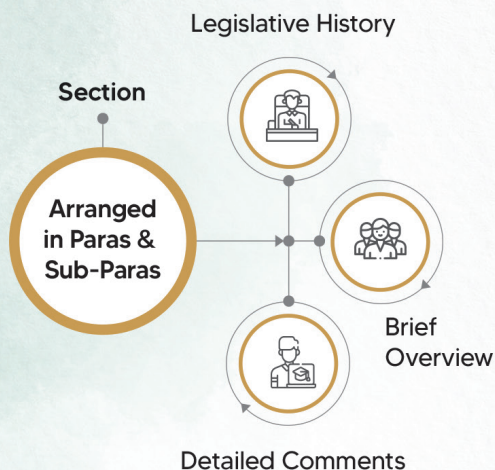 Legislative History
Section
Arranged
in Paras &
Sub-Paras
Brief
Overview
Detailed Comments